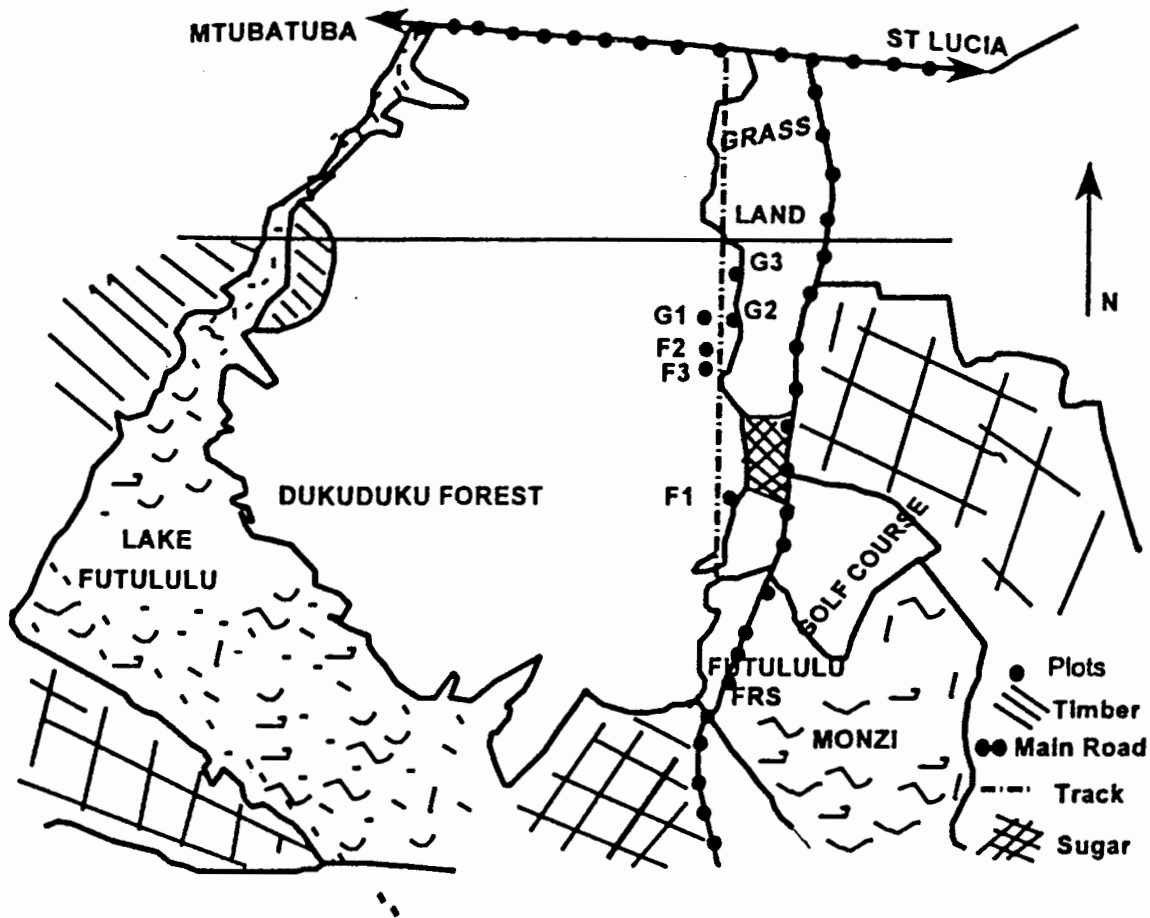 MTUBATUBA
ST LUCIA
GRASS
LAND
N
G3
G1
G2
F2
F3
DUKUDUKU FOREST
F1
LAKE
FUTULULU
GOLF COURSE
FUTULULU
FRS
MONZI
Plots
Timber
Main Road
Track
Sugar